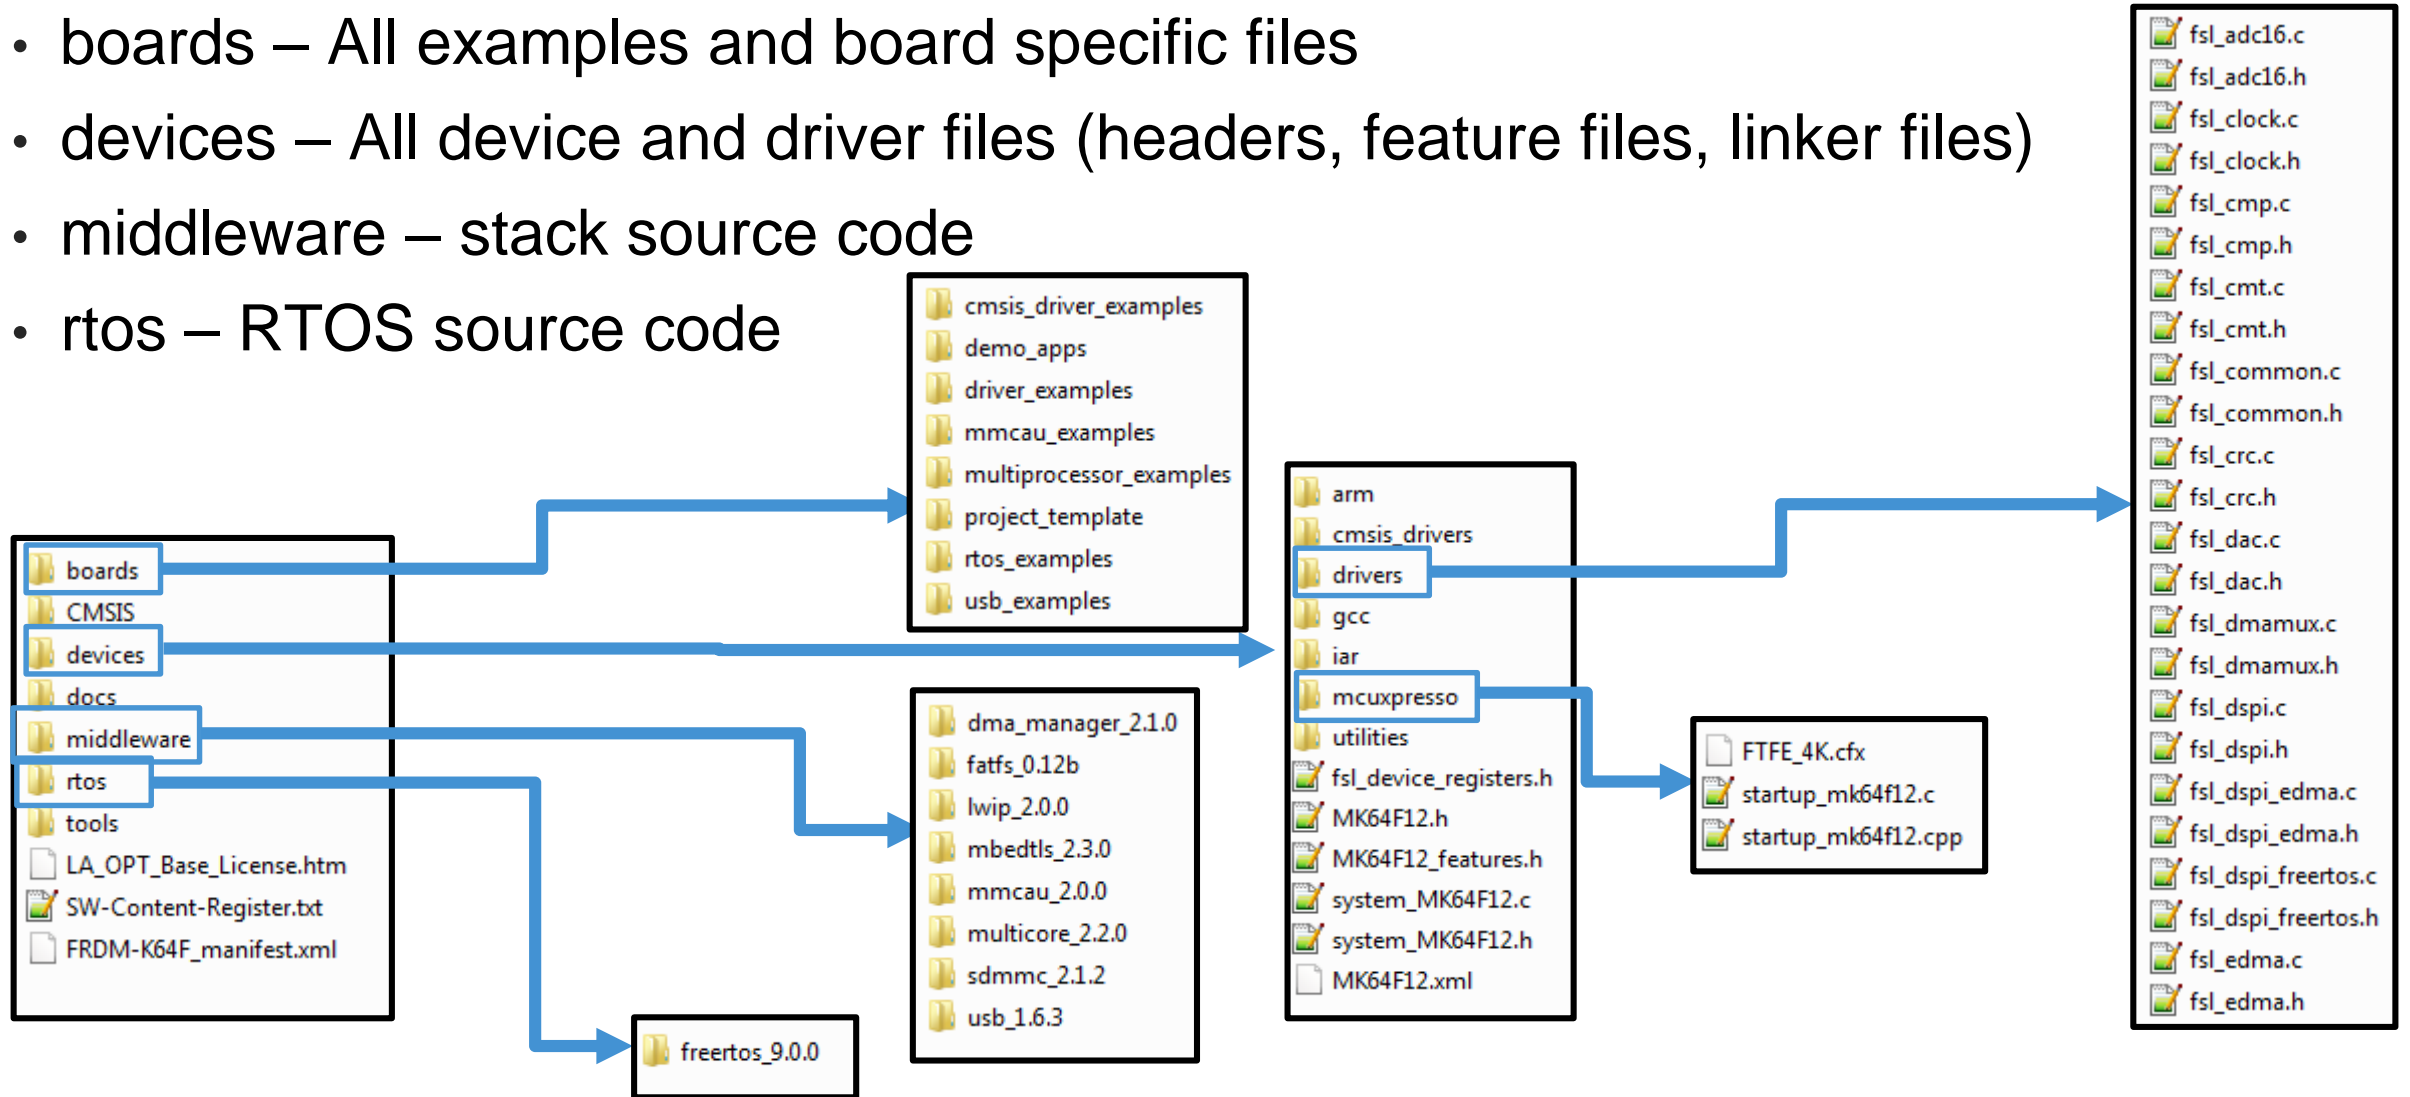 • boards – All examples and board specific files
• devices – All device and driver files (headers, feature files, linker files)
• middleware – stack source code
• rtos – RTOS source code
boards
CMSIS
devices
docs
middleware
rtos
tools
LA_OPT_Base_License.htm
SW-Content-Register.txt
FRDM-K64F_manifest.xml
cmsis_driver_examples
demo_apps
driver_examples
mmcau_examples
multiprocessor_examples
project_template
rtos_examples
usb_examples
dma_manager_2.1.0
fatfs_0.12b
lwip_2.0.0
mbedtls_2.3.0
mmcau_2.0.0
multicore_2.2.0
sdmmc_2.1.2
usb_1.6.3
freertos_9.0.0
arm
cmsis_drivers
drivers
gcc
iar
mcuxpresso
utilities
fsl_device_registers.h
MK64F12.h
MK64F12_features.h
system_MK64F12.c
system_MK64F12.h
MK64F12.xml
FTFE_4K.cfx
startup_mk64f12.c
startup_mk64f12.cpp
fsl_adc16.c
fsl_adc16.h
fsl_clock.c
fsl_clock.h
fsl_cmp.c
fsl_cmp.h
fsl_cmt.c
fsl_cmt.h
fsl_common.c
fsl_common.h
fsl_crc.c
fsl_crc.h
fsl_dac.c
fsl_dac.h
fsl_dmamux.c
fsl_dmamux.h
fsl_dspi.c
fsl_dspi.h
fsl_dspi_edma.c
fsl_dspi_edma.h
fsl_dspi_freertos.c
fsl_dspi_freertos.h
fsl_edma.c
fsl_edma.h